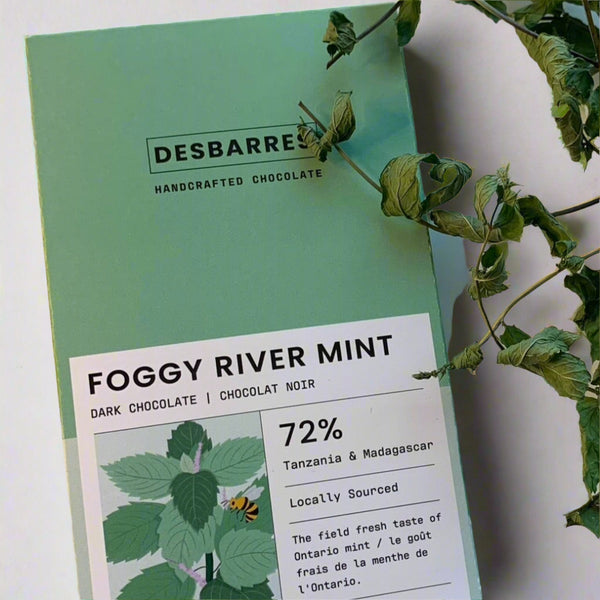 DESBARRES
HANDCRAFTED CHOCOLATE
FOGGY RIVER MINT
DARK CHOCOLATE | CHOCOLAT NOIR
72%
Tanzania & Madagascar
Locally Sourced
The field fresh taste of
Ontario mint / le goût
frais de la menthe de
l'Ontario.